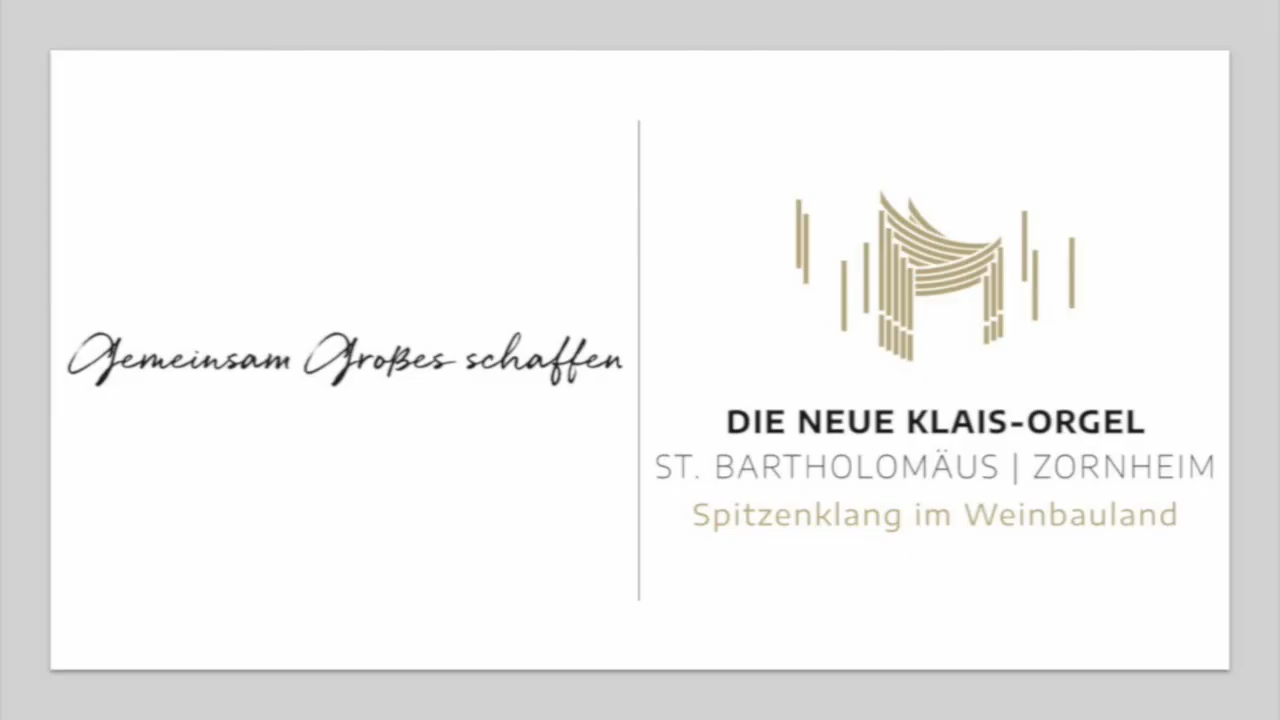 Gemeinsam Großes schaffen
DIE NEUE KLAIS-ORGEL
ST. BARTHOLOMÄUS | ZORNHEIM
Spitzenklang im Weinbauland